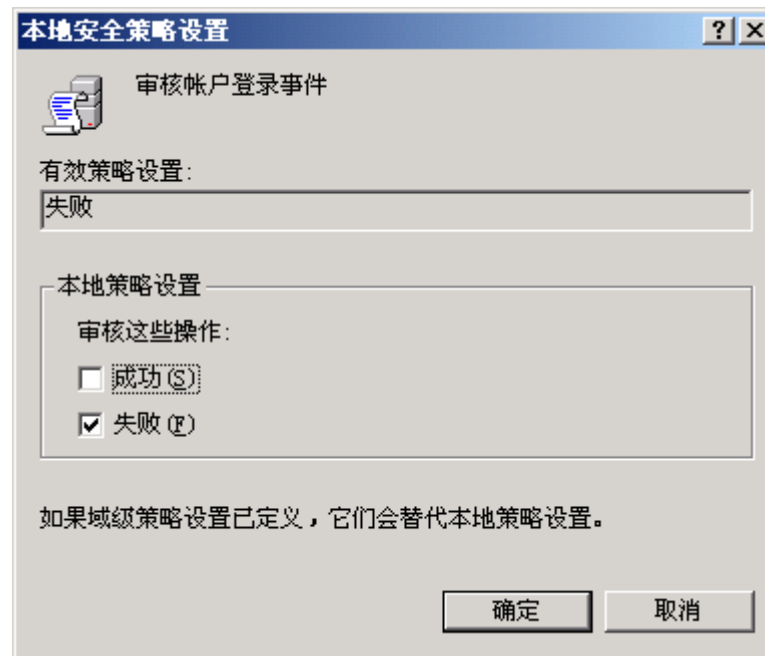 本地安全策略设置
审核帐户登录事件
有效策略设置:
失败
本地策略设置
审核这些操作:
成功(S)
失败(F)
如果域级策略设置已定义，它们会替代本地策略设置。
确定 取消